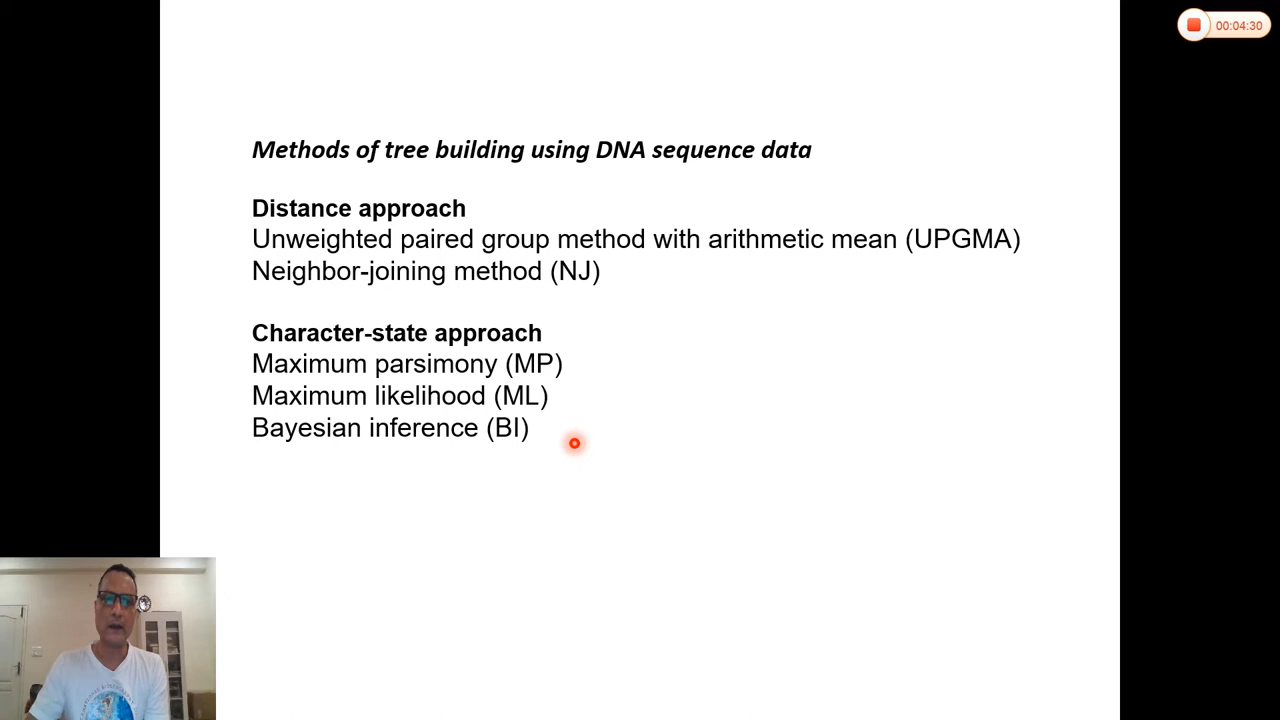 00:04:30
Methods of tree building using DNA sequence data
Distance approach
Unweighted paired group method with arithmetic mean (UPGMA)
Neighbor-joining method (NJ)
Character-state approach
Maximum parsimony (MP)
Maximum likelihood (ML)
Bayesian inference (BI)